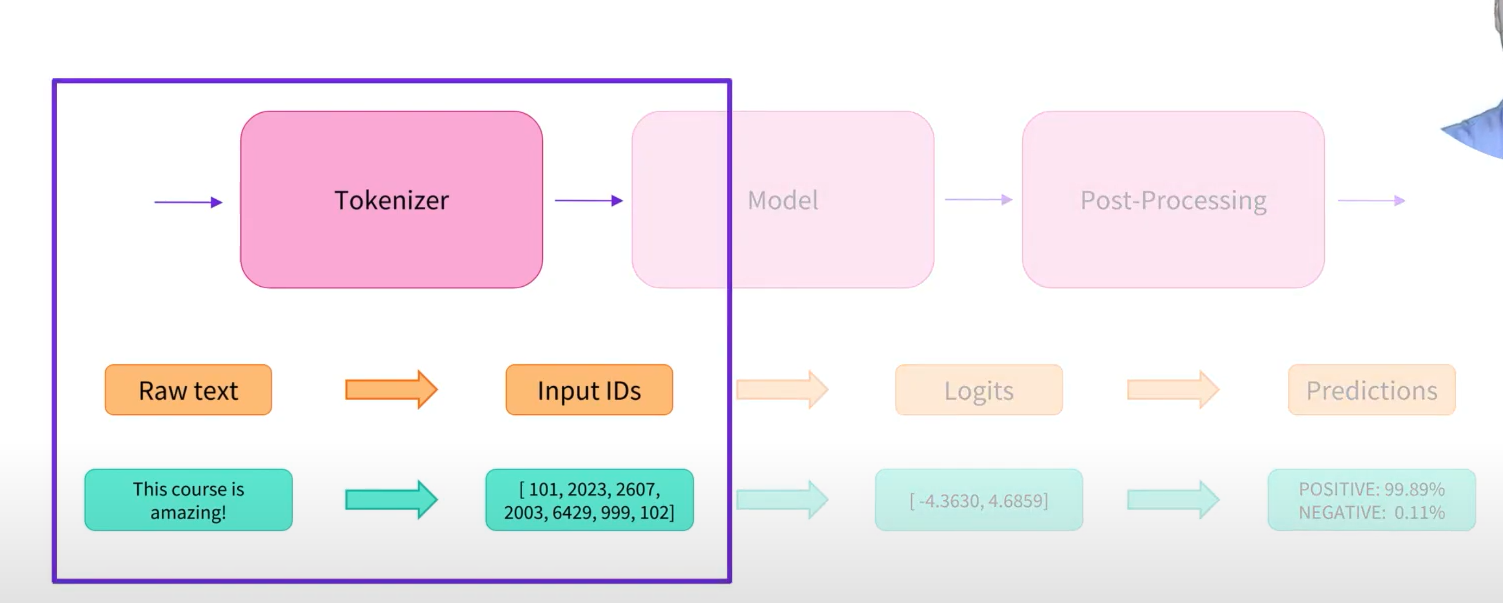 Tokenizer
Model
Post-Processing
Raw text
Input IDs
Logits
Predictions
This course is
amazing!
[ 101, 2023, 2607,
2003, 6429, 999, 102]
[ -4.3630, 4.6859]
POSITIVE: 99.89%
NEGATIVE: 0.11%